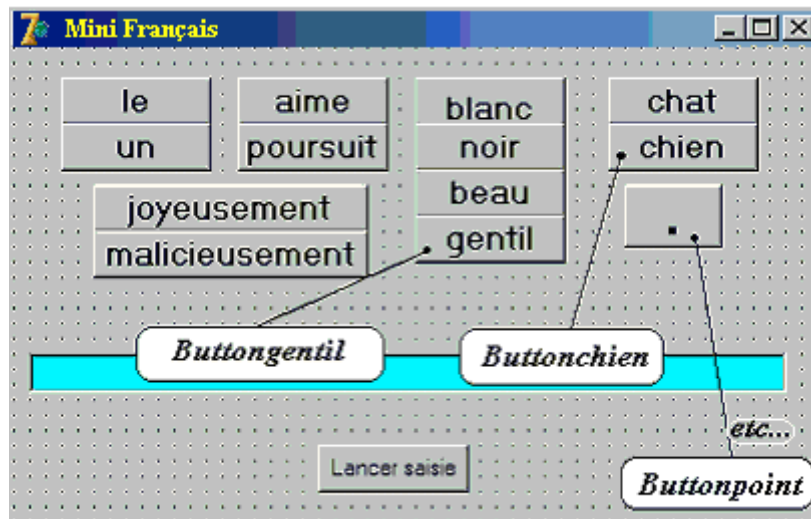 Mini Français
le
un
aime
poursuit
blanc
noir
beau
gentil
chat
chien
joyeusement
malicieusement
.
Buttongentil
Buttonchien
etc...
Lancer saisie
Buttonpoint